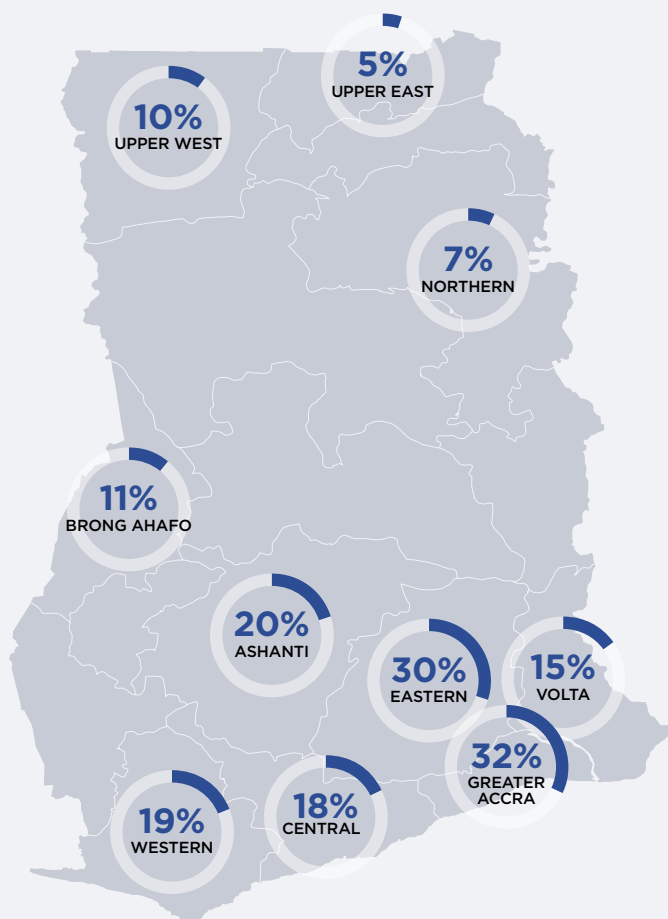 5%
UPPER EAST
10%
UPPER WEST
7%
NORTHERN
11%
BRONG AHAFO
20%
ASHANTI
30%
EASTERN
15%
VOLTA
32%
GREATER
ACCRA
19%
WESTERN
18%
CENTRAL